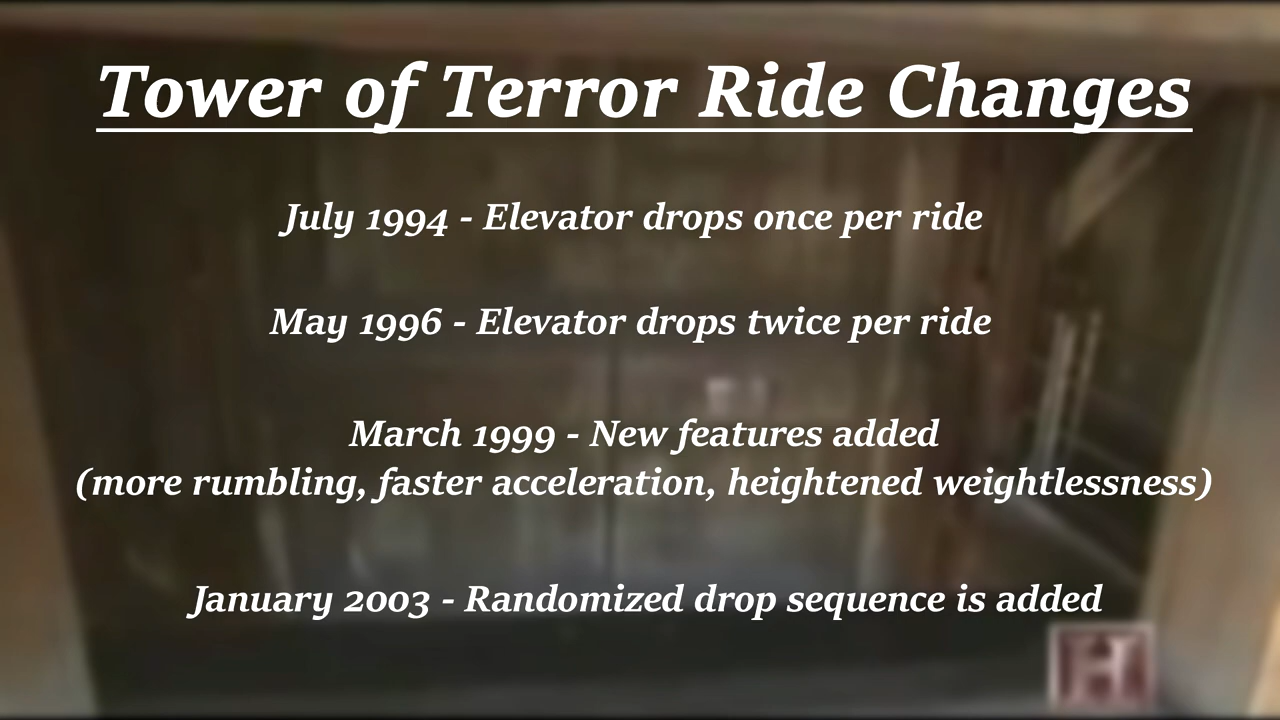 Tower of Terror Ride Changes
July 1994 - Elevator drops once per ride
May 1996 - Elevator drops twice per ride
March 1999 - New features added
(more rumbling, faster acceleration, heightened weightlessness)
January 2003 - Randomized drop sequence is added
H